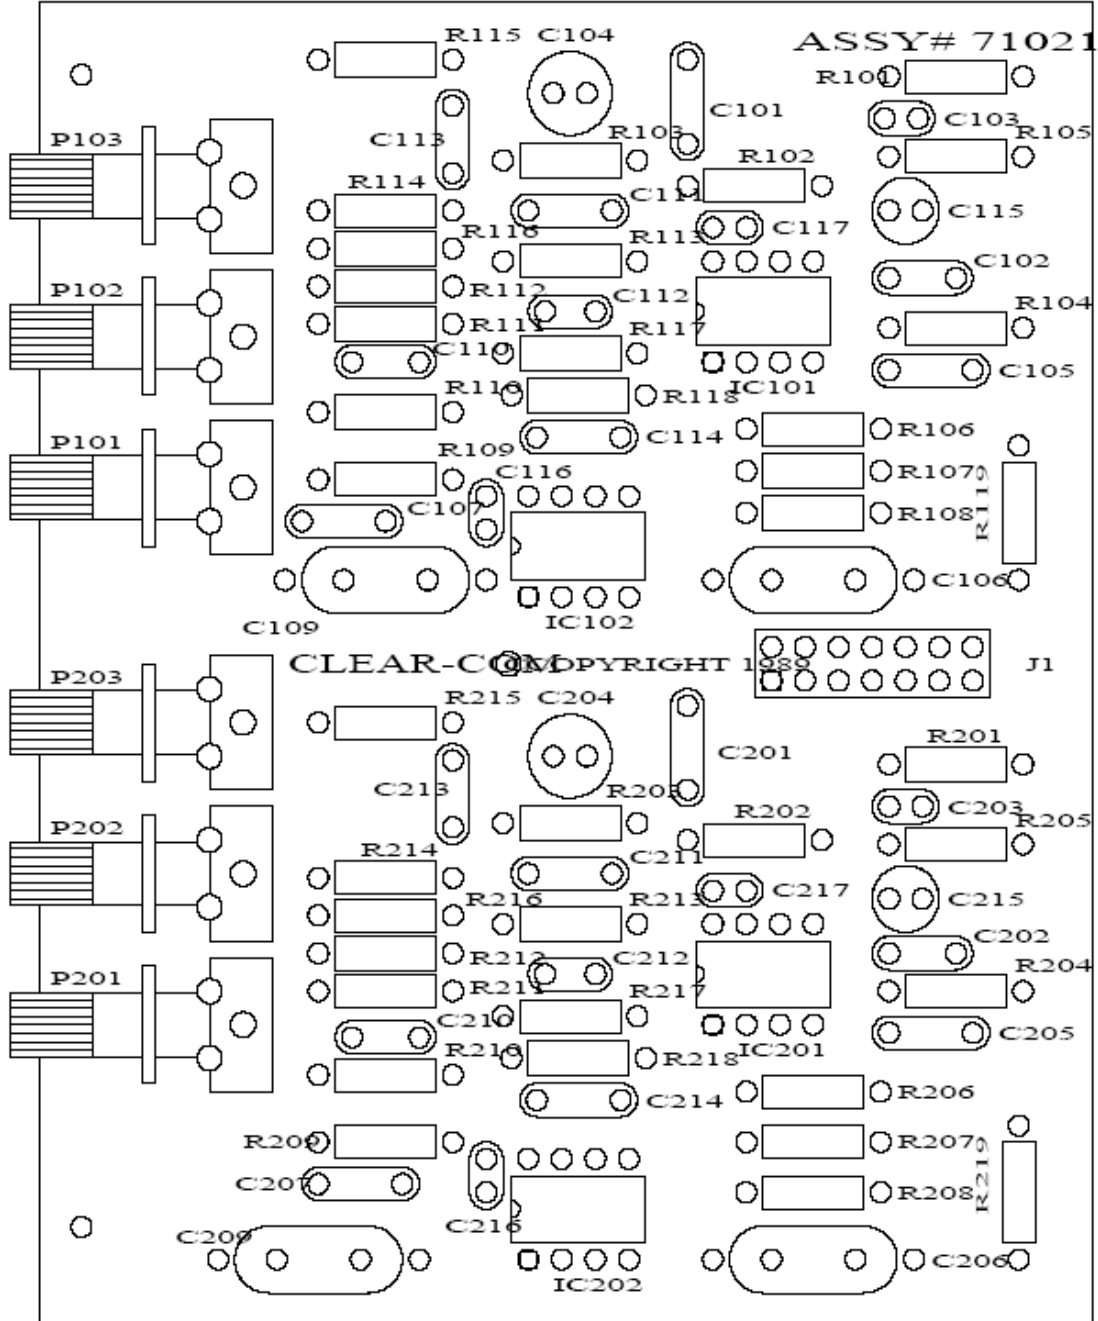 R115 C104
ASSY# 71021
R101
C101
C103
P103
C113
R103
R105
R102
R114
C111
C115
R116
R113
C117
C102
P102
R112
C112
R104
R111
R117
C110
C105
R110
IC101
R118
P101
R109
C114
R106
C116
R107
R119
C107
R108
C106
C109
IC102
CLEAR-COM ©COPYRIGHT 1989
J1
P203
R215 C204
C201
R201
C213
R203
C203
R202
R205
P202
R214
C211
C217
R216
R213
C215
C202
R212
C212
R204
P201
R211
R217
C210
C205
R210
IC201
R218
R206
C214
R209
R207
R219
C207
R208
C216
C209
C206
IC202